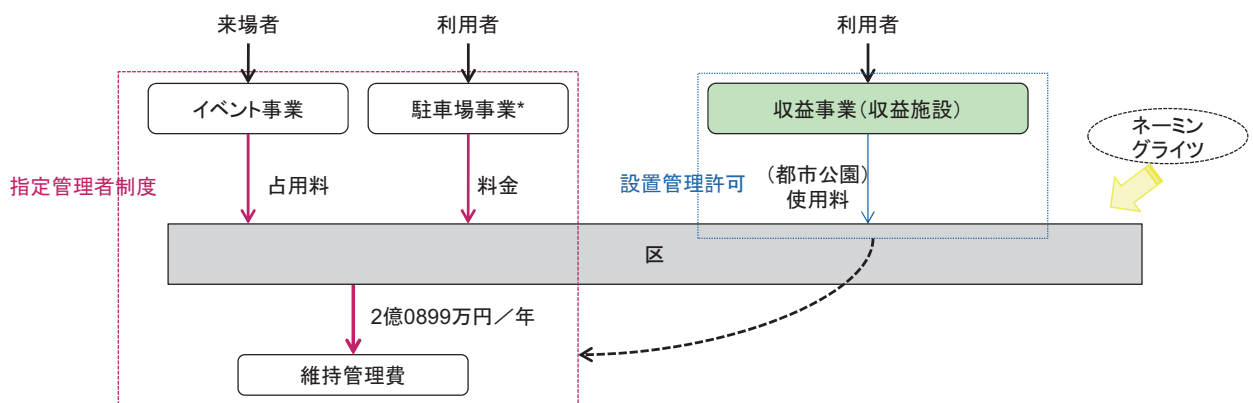 来場者
利用者
利用者
イベント事業
駐車場事業*
収益事業(収益施設)
ネーミン
グライツ
指定管理者制度
占用料
料金
設置管理許可
(都市公園)
使用料
区
2億0899万円／年
維持管理費